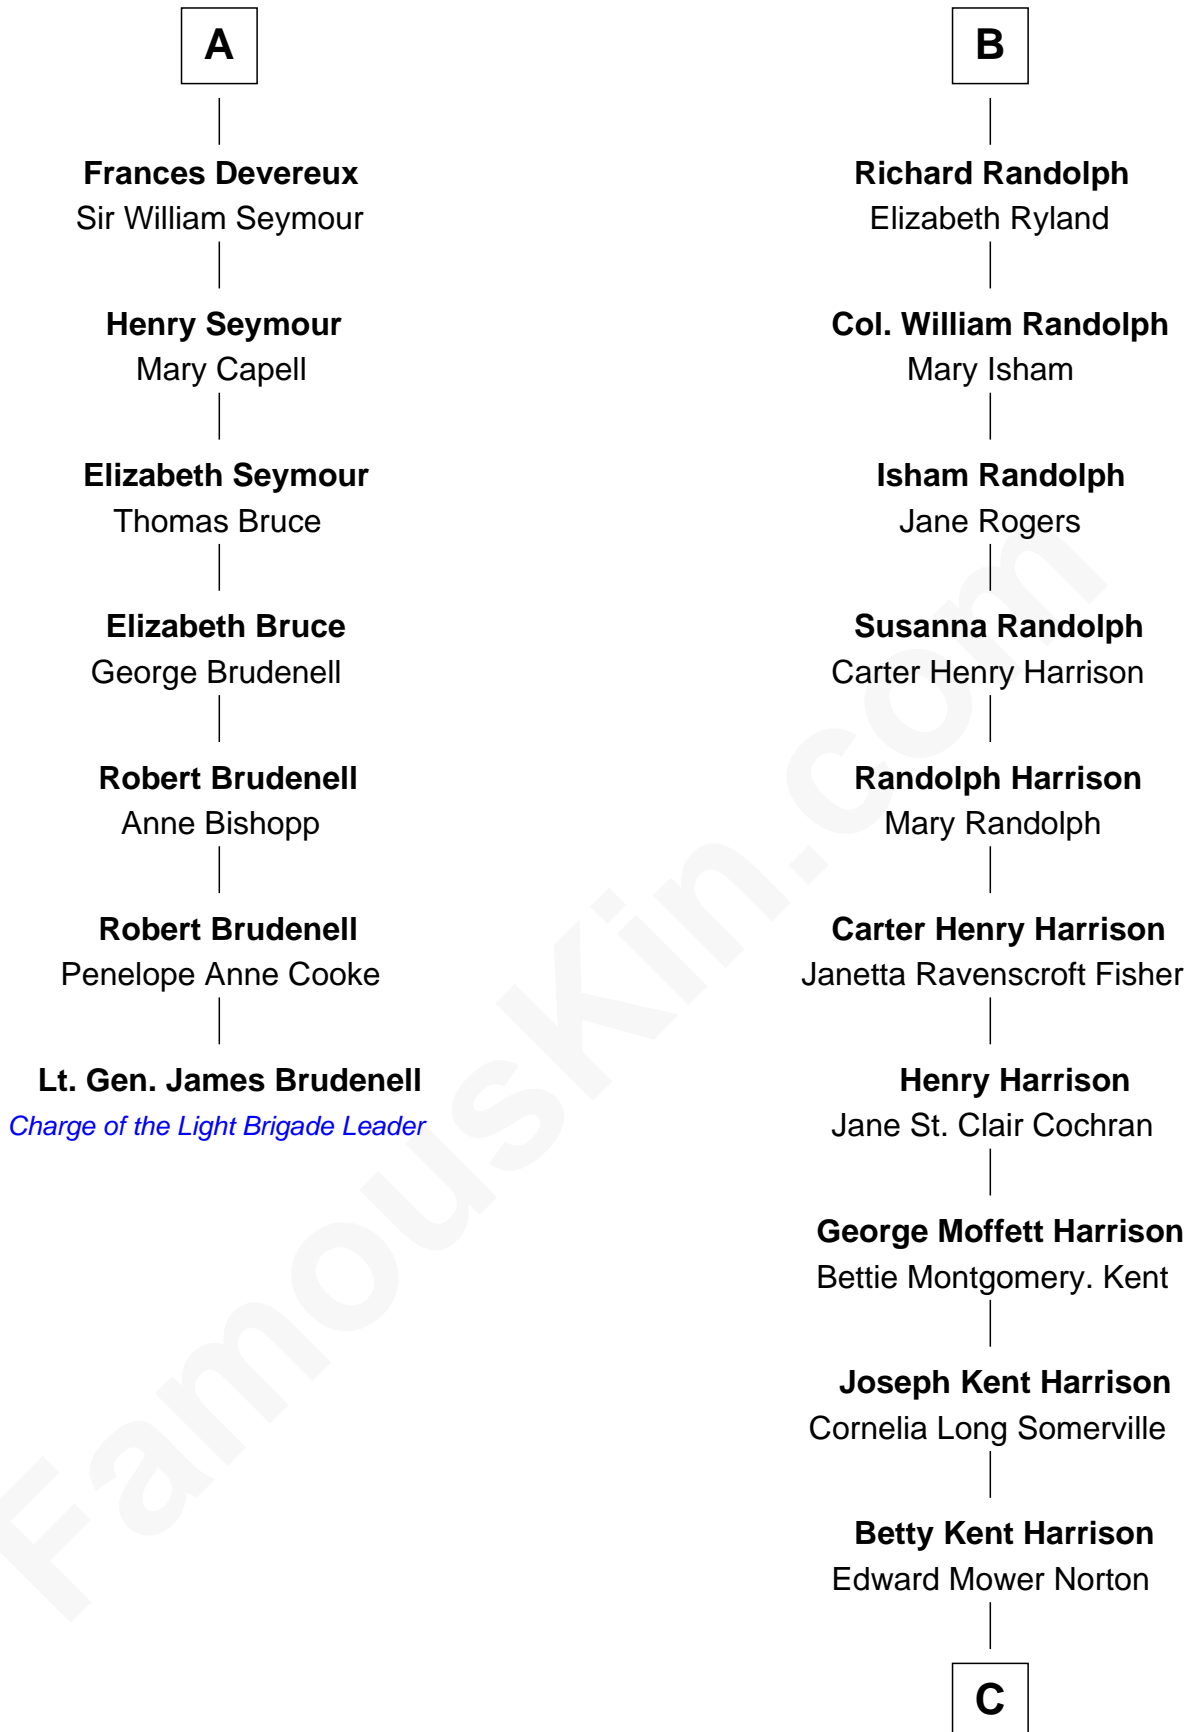 A
Frances Devereux
Sir William Seymour
Henry Seymour
Mary Capell
Elizabeth Seymour
Thomas Bruce
Elizabeth Bruce
George Brudenell
Robert Brudenell
Anne Bishopp
Robert Brudenell
Penelope Anne Cooke
Lt. Gen. James Brudenell
Charge of the Light Brigade Leader
B
Richard Randolph
Elizabeth Ryland
Col. William Randolph
Mary Isham
Isham Randolph
Jane Rogers
Susanna Randolph
Carter Henry Harrison
Randolph Harrison
Mary Randolph
Carter Henry Harrison
Janetta Ravenscroft Fisher
Henry Harrison
Jane St. Clair Cochran
George Moffett Harrison
Bettie Montgomery. Kent
Joseph Kent Harrison
Cornelia Long Somerville
Betty Kent Harrison
Edward Mower Norton
C
FamousKin.com